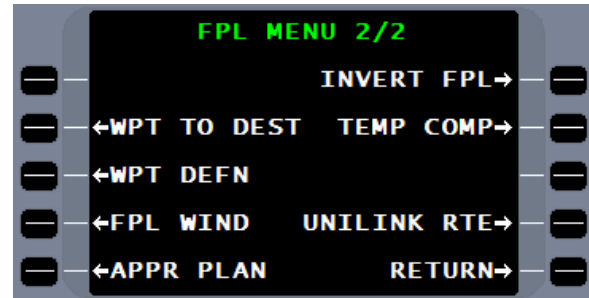 FPL MENU 2/2
INVERT FPL→
←WPT TO DEST TEMP COMP→
←WPT DEFN
←FPL WIND UNILINK RTE→
←APPR PLAN RETURN→